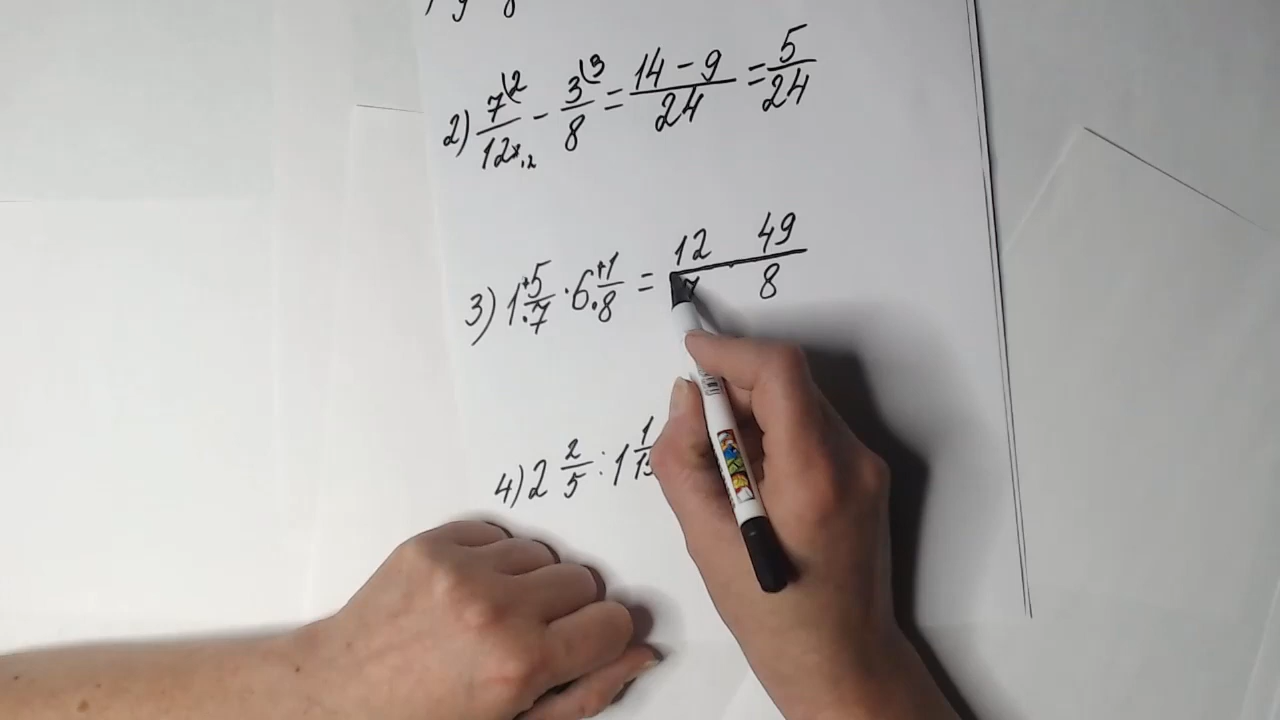 2) 7/12 - 3/8 = (14 - 9)/24 = 5/24
3) 1 5/7 · 6 1/8 = (12 49)/(7 8)
4) 2 2/5 : 1 1/15